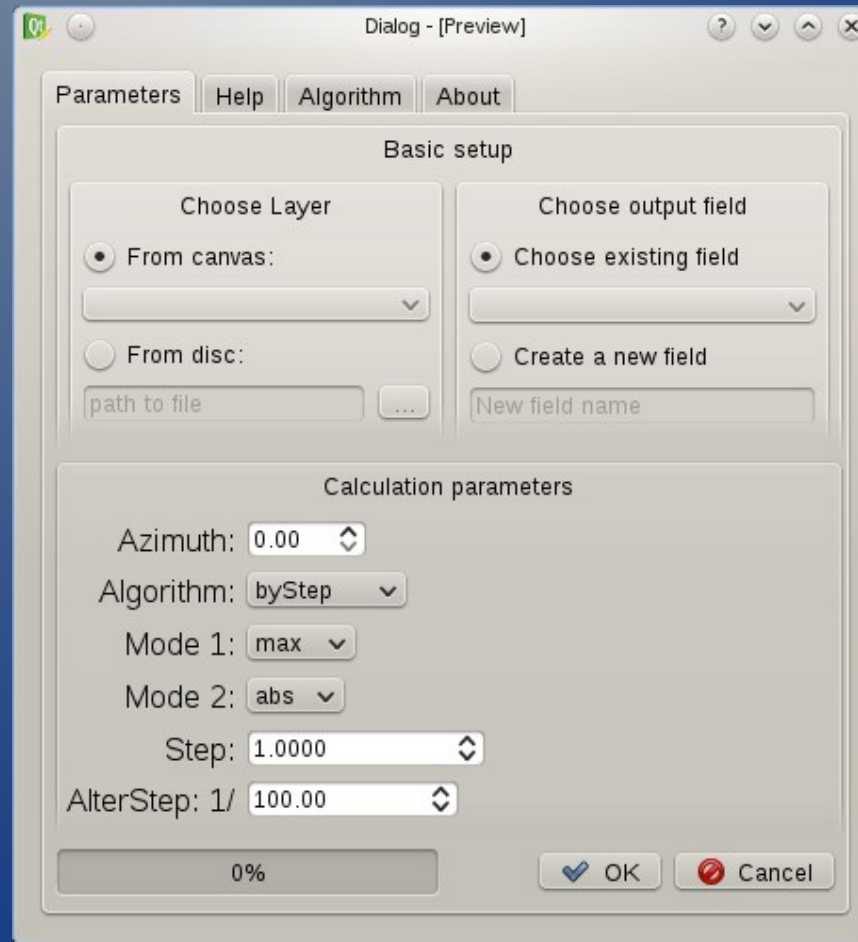 Dialog - [Preview]
Parameters Help Algorithm About
Basic setup
Choose Layer
From canvas:
From disc:
path to file ...
Choose output field
Choose existing field
Create a new field
New field name
Calculation parameters
Azimuth: 0.00
Algorithm: byStep
Mode 1: max
Mode 2: abs
Step: 1.0000
AlterStep: 1/ 100.00
0% OK Cancel